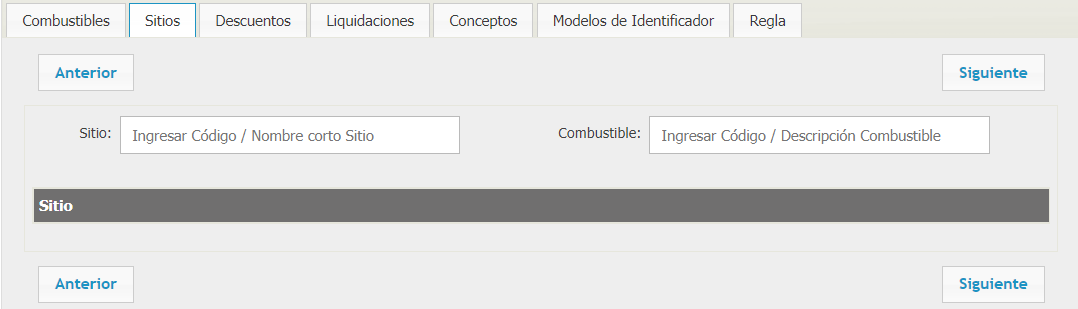 Combustibles Sitios Descuentos Liquidaciones Conceptos Modelos de Identificador Regla
Anterior Siguiente
Sitio: Ingresar Código / Nombre corto Sitio Combustible: Ingresar Código / Descripción Combustible
Sitio
Anterior Siguiente